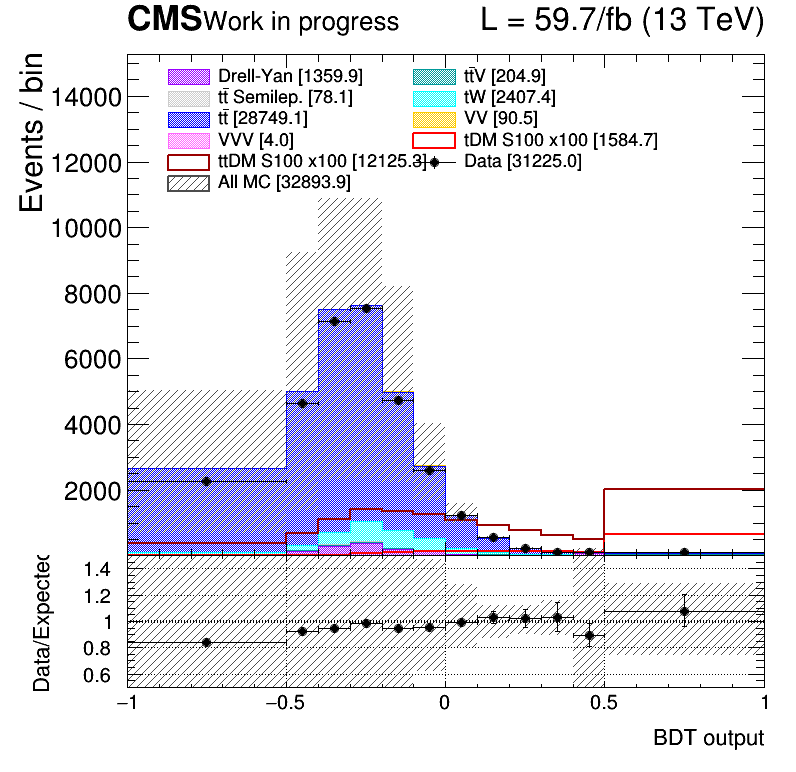 CMS Work in progress L = 59.7/fb (13 TeV)
Events / bin
Drell-Yan [1359.9] tt̄V [204.9]
tt̄ Semilep. [78.1] tW [2407.4]
tt̄ [28749.1] VV [90.5]
VVV [4.0] tDM S100 x100 [1584.7]
ttDM S100 x100 [12125.3] Data [31225.0]
All MC [32893.9]
14000
12000
10000
8000
6000
4000
2000
Data/Expected
1.4
1.2
1
0.8
0.6
−1 −0.5 0 0.5 1
BDT output